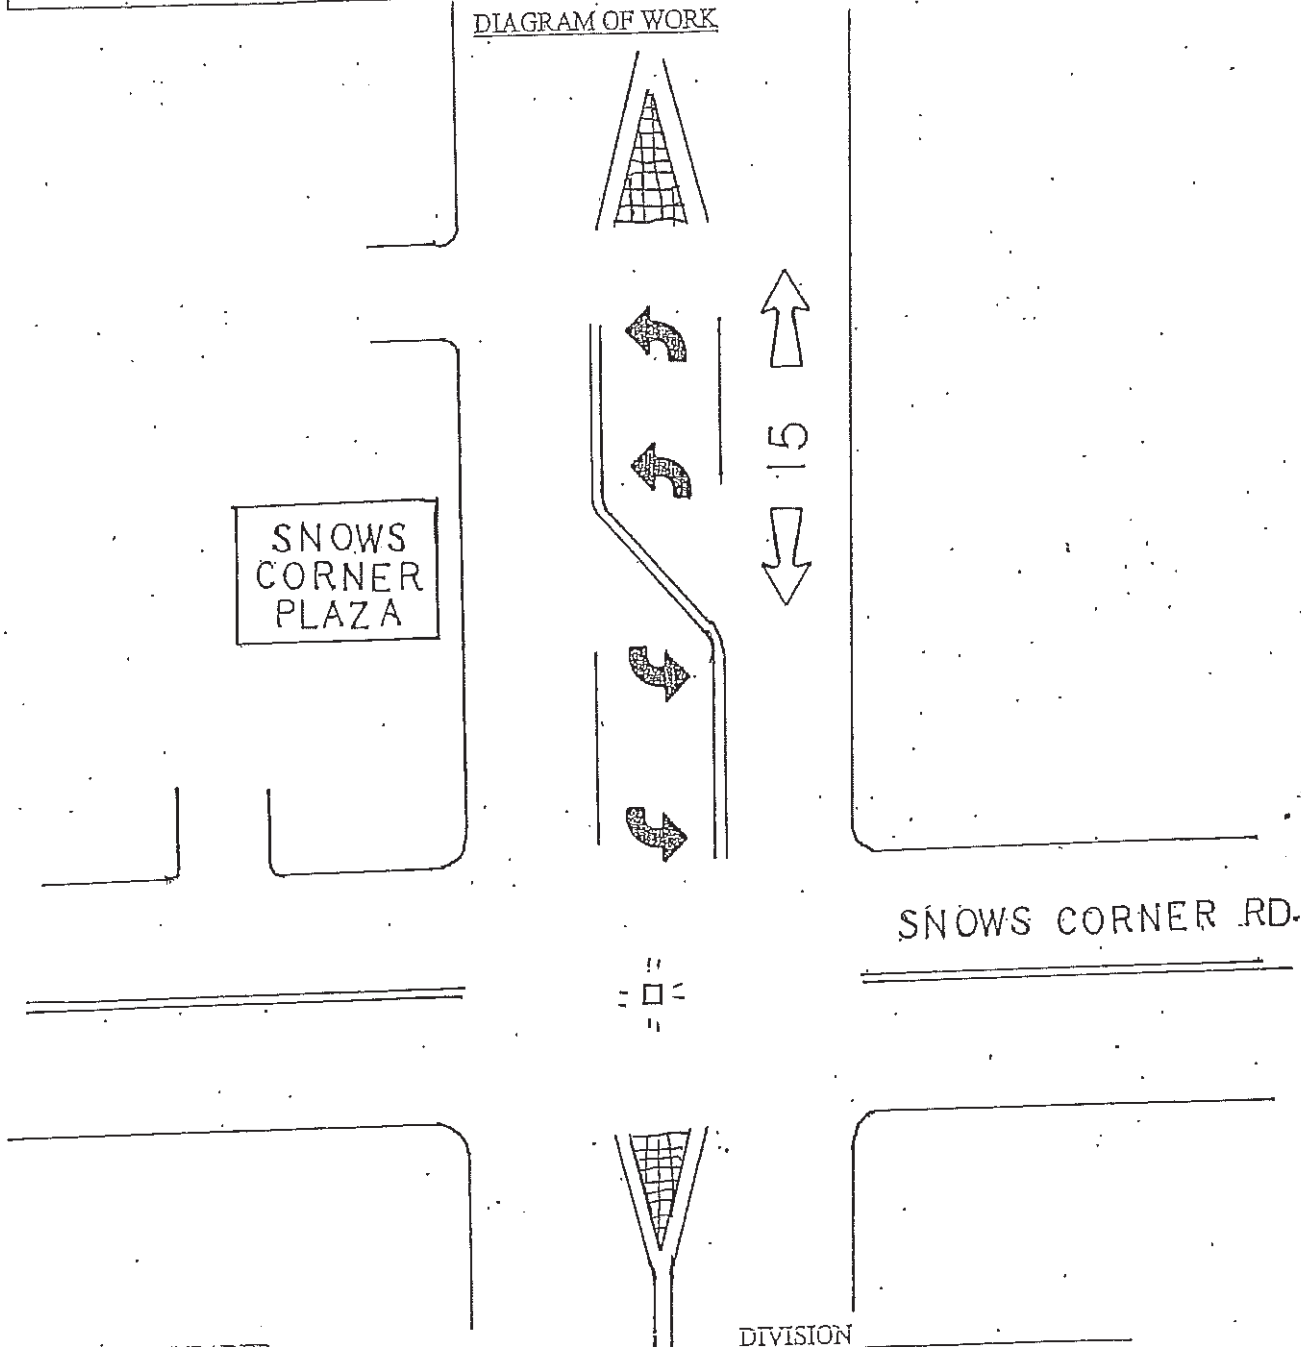 DIAGRAM OF WORK
15
SNOWS
CORNER
PLAZA
SNOWS CORNER RD.
DIVISION